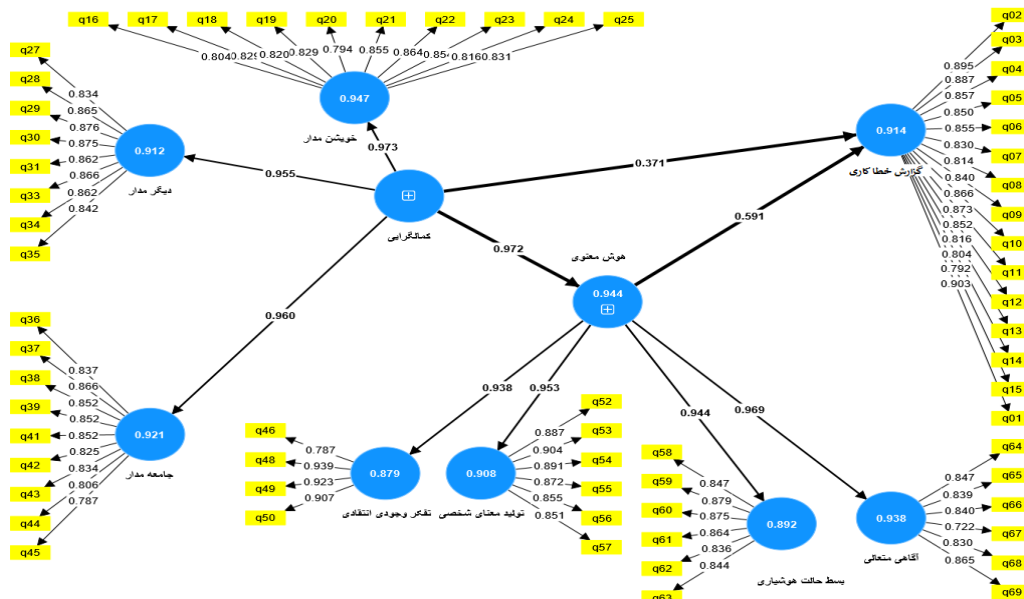 q16 q17 q18 q19 q20 q21 q22 q23 q24 q25
0.804 0.829 0.820 0.829 0.794 0.855 0.864 0.854 0.816 0.831
0.947
خویشتن مدار
q27
q28
q29
q30
q31
q33
q34
q35
0.834
0.865
0.876
0.875
0.862
0.866
0.862
0.842
0.912
دیگر مدار
0.955
0.973
کمالگرایی
0.371
0.972
0.960
0.591
هوش معنوی
0.944
q02
q03
q04
q05
q06
q07
q08
q09
q10
q11
q12
q13
q14
q15
q01
0.895
0.887
0.857
0.850
0.855
0.830
0.814
0.840
0.866
0.873
0.852
0.816
0.804
0.792
0.903
0.914
گزارش خطا کاری
q36
q37
q38
q39
q41
q42
q43
q44
q45
0.837
0.866
0.852
0.852
0.852
0.825
0.834
0.806
0.787
0.921
جامعه مدار
0.938
0.953
0.944
0.969
q46
q48
q49
q50
0.787
0.939
0.923
0.907
0.879
تفکر وجودی انتقادی
q52
q53
q54
q55
q56
q57
0.887
0.904
0.891
0.872
0.855
0.851
0.908
تولید معنای شخصی
q58
q59
q60
q61
q62
q63
0.847
0.879
0.875
0.864
0.836
0.844
0.892
بسط حالت هوشیاری
q64
q65
q66
q67
q68
q69
0.847
0.839
0.840
0.722
0.830
0.865
0.938
آگاهی متعالی